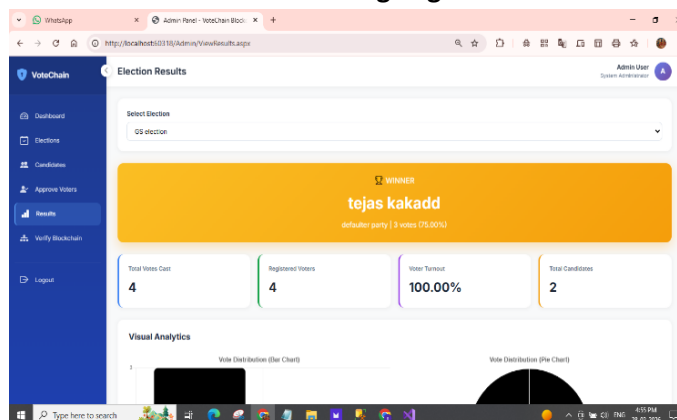 WhatsApp
Admin Panel - VoteChain Block
http://localhost:60318/Admin/ViewResults.aspx
VoteChain
Election Results
Admin User
System Administrator
A
Dashboard
Elections
Candidates
Approve Voters
Results
Verify Blockchain
Logout
Select Election
GS election
WINNER
tejas kakadd
defaulter party | 3 votes (75.00%)
Total Votes Cast
4
Registered Voters
4
Voter Turnout
100.00%
Total Candidates
2
Visual Analytics
Vote Distribution (Bar Chart)
Vote Distribution (Pie Chart)
Type here to search
ENG
4:55 PM